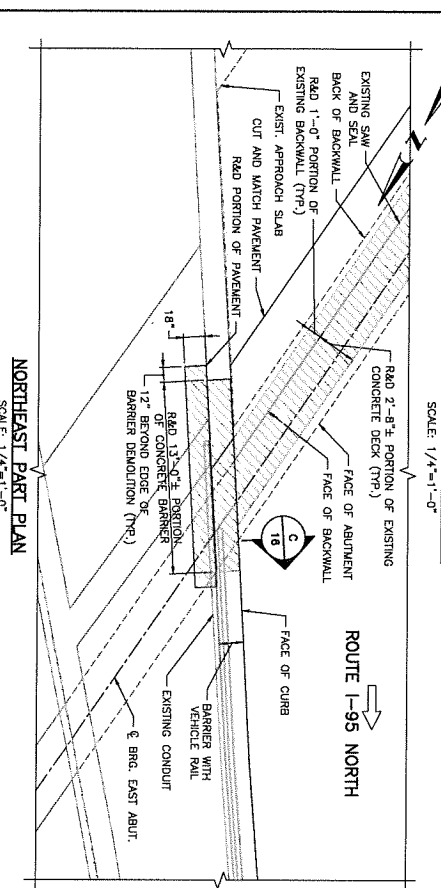 SCALE: 1/4"=1'-0"
N
EXISTING SAW
AND SEAL
BACK OF BACKWALL
R&D 1'-0" PORTION OF
EXISTING BACKWALL (TYP.)
EXIST. APPROACH SLAB
CUT AND MATCH PAVEMENT
R&D PORTION OF PAVEMENT
18"
R&D 2'-8"± PORTION OF EXISTING
CONCRETE DECK (TYP.)
FACE OF ABUTMENT
FACE OF BACKWALL
C
16
ROUTE I-95 NORTH
FACE OF CURB
BARRIER WITH
VEHICLE RAIL
EXISTING CONDUIT
℄ BRG. EAST ABUT.
R&D 13'-0"± PORTION
OF CONCRETE BARRIER
12" BEYOND EDGE OF
BARRIER DEMOLITION (TYP.)
NORTHEAST PART PLAN
SCALE: 1/4"=1'-0"